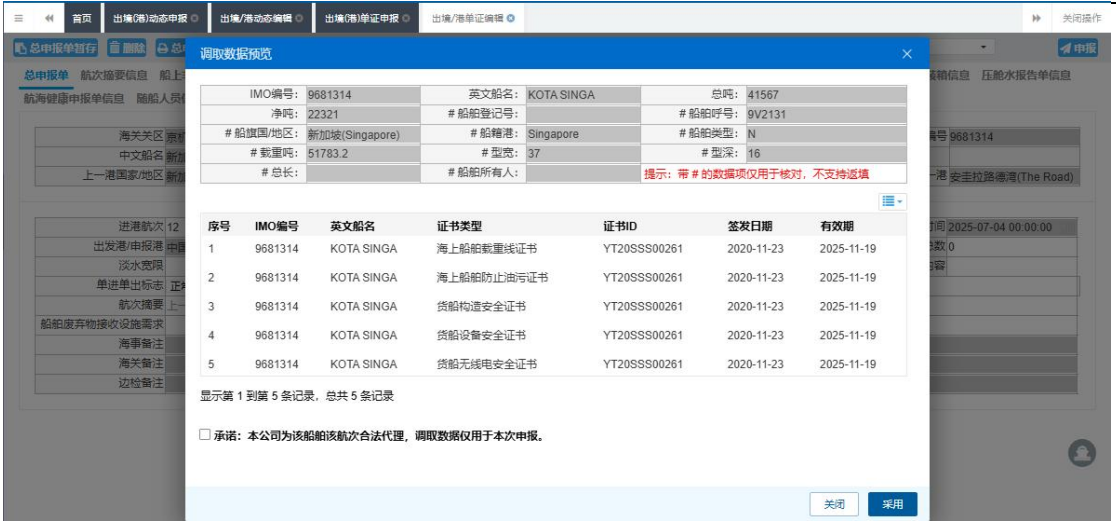 首页 出境(港)动态申报 出境/港动态编辑 出境(港)单证申报 出境/港单证编辑 关闭操作
总申报单暂存 删除 申报
调取数据预览
总申报单 航次摘要信息 压舱水报告单信息
航海健康申报单信息
IMO编号: 9681314 英文船名: KOTA SINGA 总吨: 41567
净吨: 22321 # 船舶登记号: # 船舶呼号: 9V2131
# 船旗国/地区: 新加坡(Singapore) # 船籍港: Singapore # 船舶类型: N
# 载重吨: 51783.2 # 型宽: 37 # 型深: 16
# 总长: # 船舶所有人: 提示：带 # 的数据项仅用于核对，不支持返填
海关关区 9681314
中文船名
上一港国家/地区 安圭拉路德湾(The Road)
序号 IMO编号 英文船名 证书类型 证书ID 签发日期 有效期
1 9681314 KOTA SINGA 海上船舶载重线证书 YT20SSS00261 2020-11-23 2025-11-19
2 9681314 KOTA SINGA 海上船舶防止油污证书 YT20SSS00261 2020-11-23 2025-11-19
3 9681314 KOTA SINGA 货船构造安全证书 YT20SSS00261 2020-11-23 2025-11-19
4 9681314 KOTA SINGA 货船设备安全证书 YT20SSS00261 2020-11-23 2025-11-19
5 9681314 KOTA SINGA 货船无线电安全证书 YT20SSS00261 2020-11-23 2025-11-19
进港航次 12 2025-07-04 00:00:00
出发港/申报港 0
淡水宽限
单进单出标志
航次摘要
船舶废弃物接收设施需求
海事备注
海关备注
边检备注
显示第 1 到第 5 条记录，总共 5 条记录
承诺：本公司为该船舶该航次合法代理，调取数据仅用于本次申报。
关闭 采用